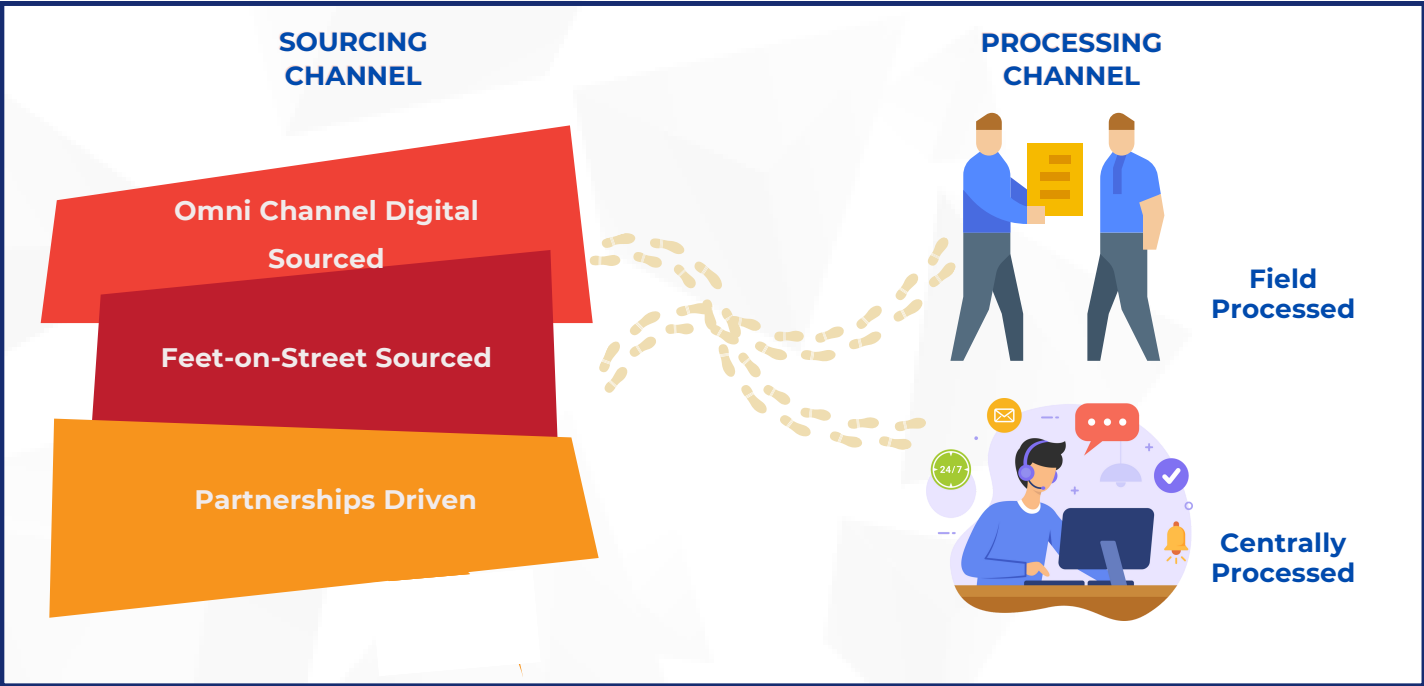 SOURCING
CHANNEL
PROCESSING
CHANNEL
Omni Channel Digital
Sourced
Feet-on-Street Sourced
Partnerships Driven
Field
Processed
24/7
Centrally
Processed